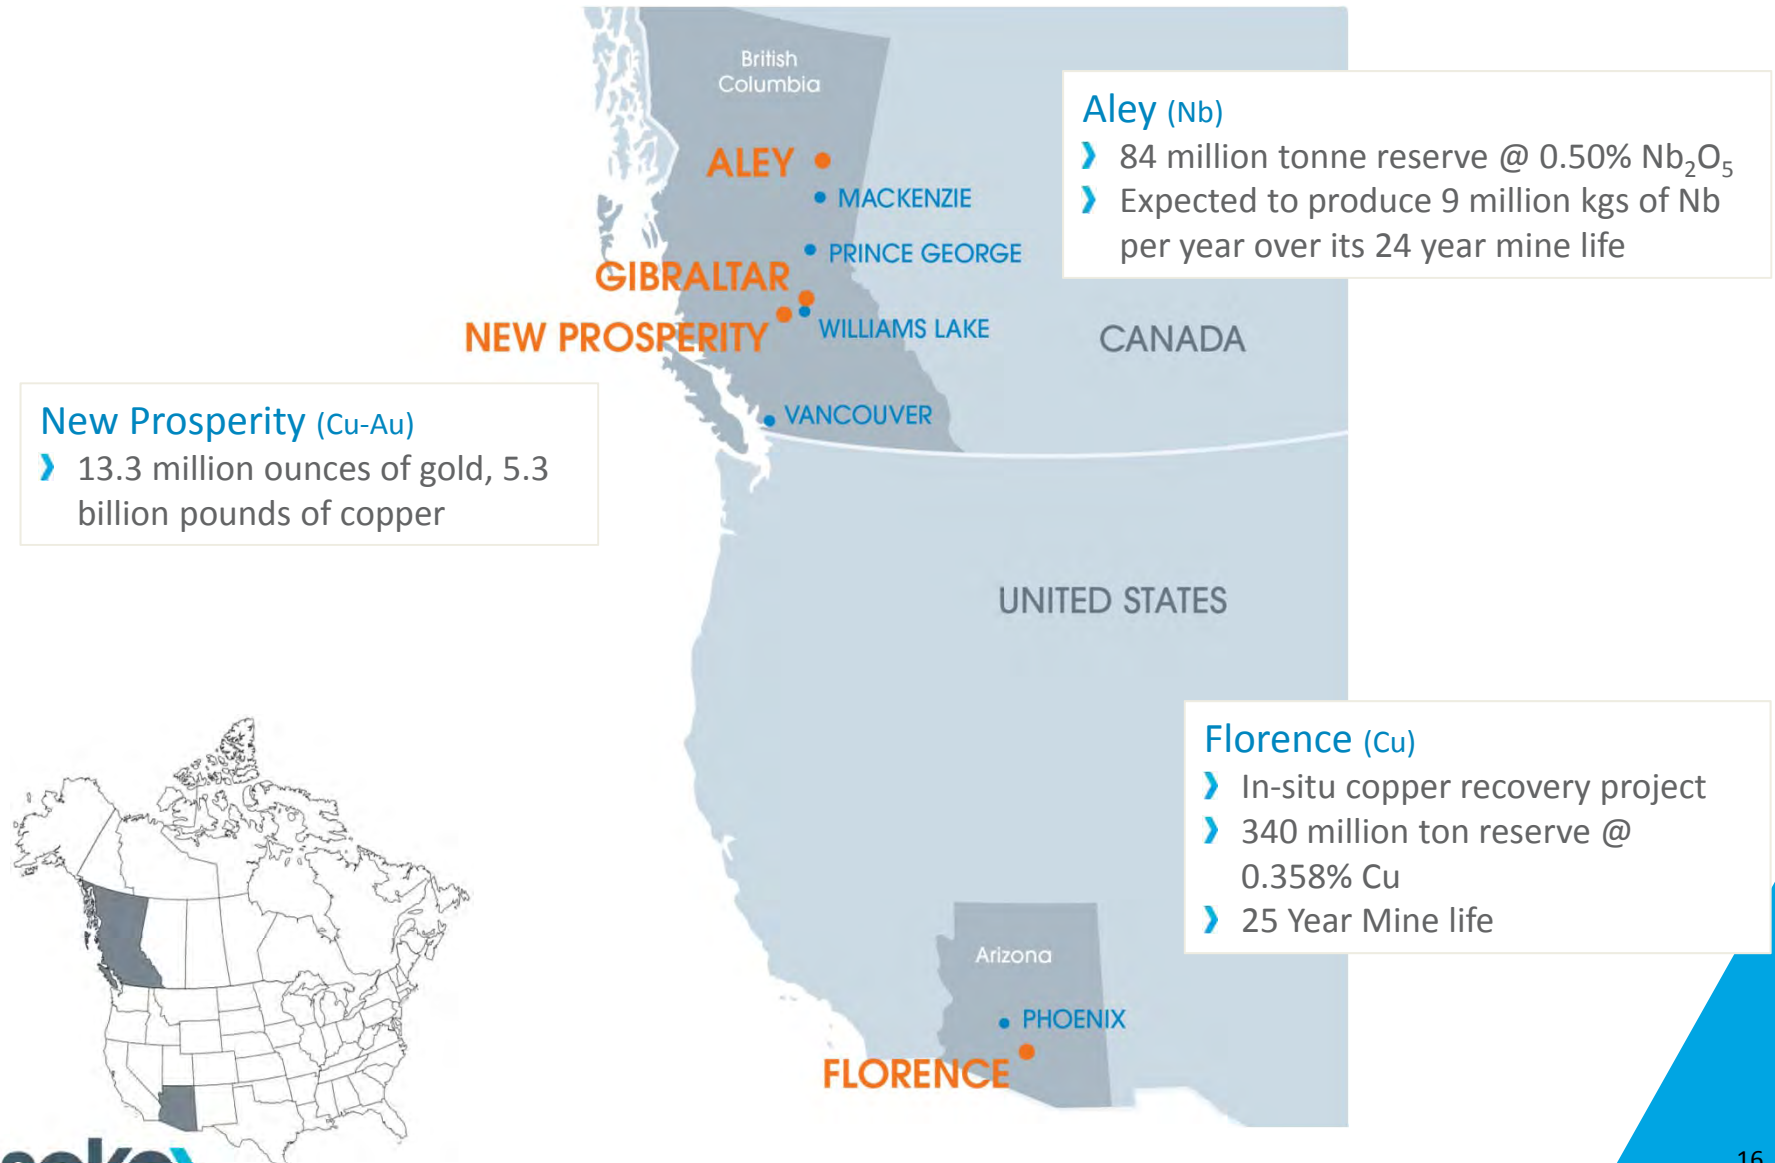 British
Columbia
ALEY
MACKENZIE
PRINCE GEORGE
GIBRALTAR
NEW PROSPERITY
WILLIAMS LAKE
VANCOUVER
CANADA
UNITED STATES
Arizona
PHOENIX
FLORENCE
Aley (Nb)
84 million tonne reserve @ 0.50% Nb₂O₅
Expected to produce 9 million kgs of Nb
per year over its 24 year mine life
New Prosperity (Cu-Au)
13.3 million ounces of gold, 5.3
billion pounds of copper
Florence (Cu)
In-situ copper recovery project
340 million ton reserve @
0.358% Cu
25 Year Mine life
16